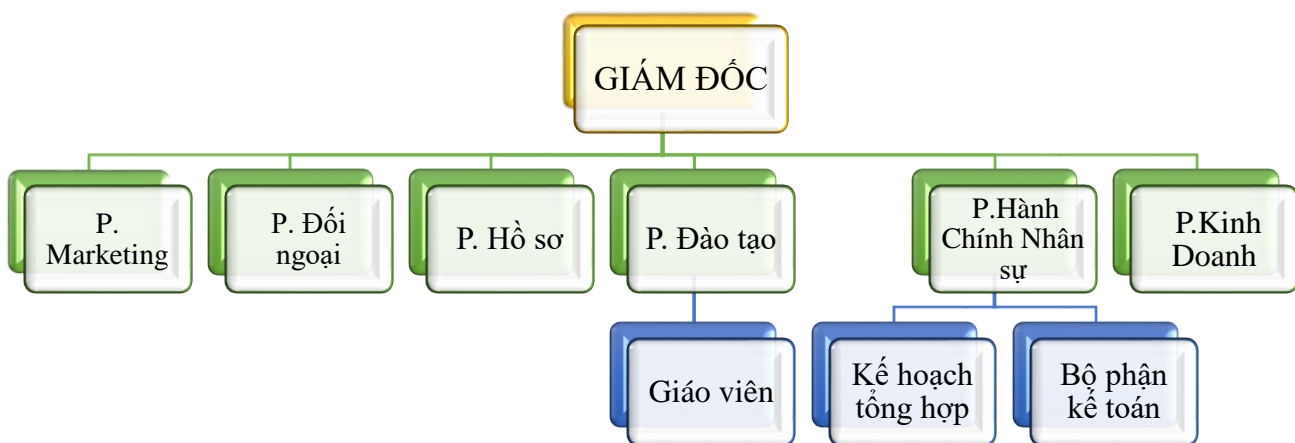 GIÁM ĐỐC
P.
Marketing
P. Đối
ngoại
P. Hồ sơ
P. Đào tạo
P.Hành
Chính Nhân
sự
P.Kinh
Doanh
Giáo viên
Kế hoạch
tổng hợp
Bộ phận
kế toán